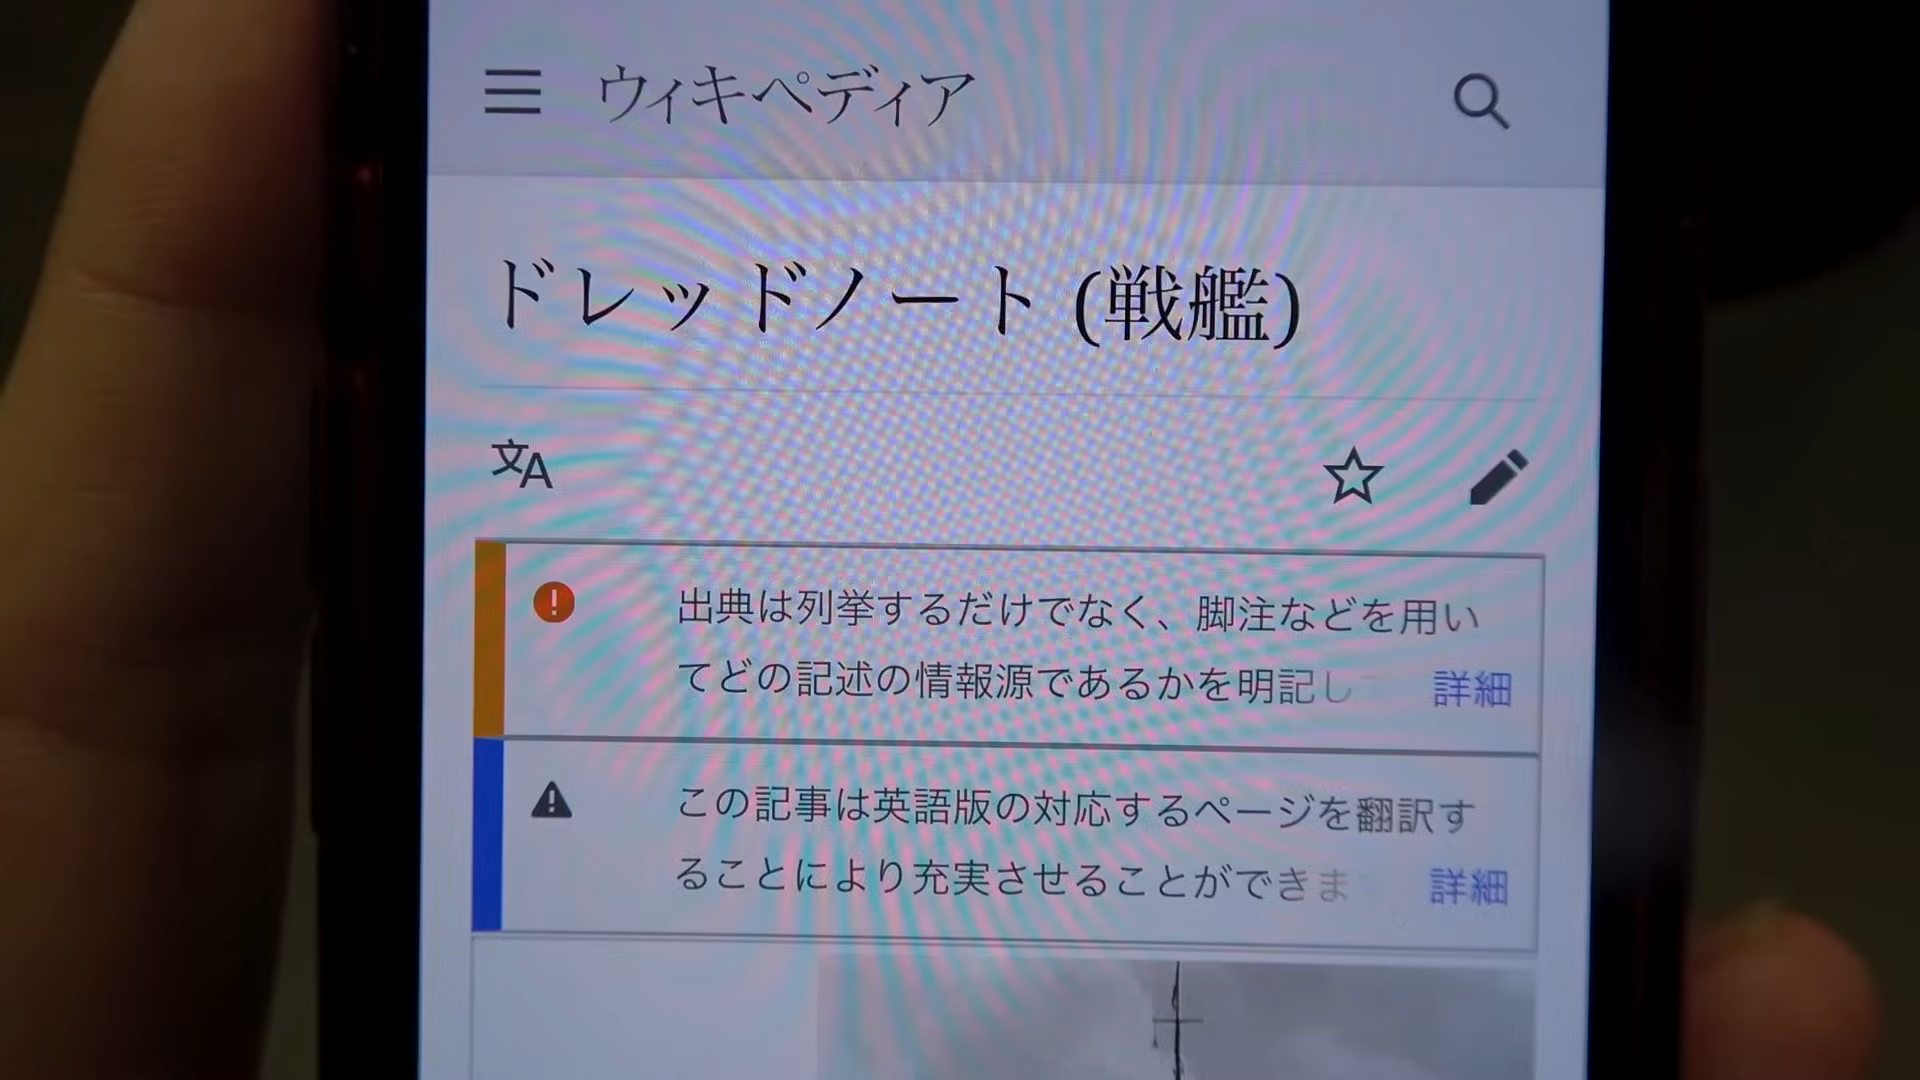 ウィキペディア
ドレッドノート (戦艦)
文A
出典は列挙するだけでなく、脚注などを用い
てどの記述の情報源であるかを明記し
詳細
この記事は英語版の対応するページを翻訳す
ることにより充実させることができま
詳細